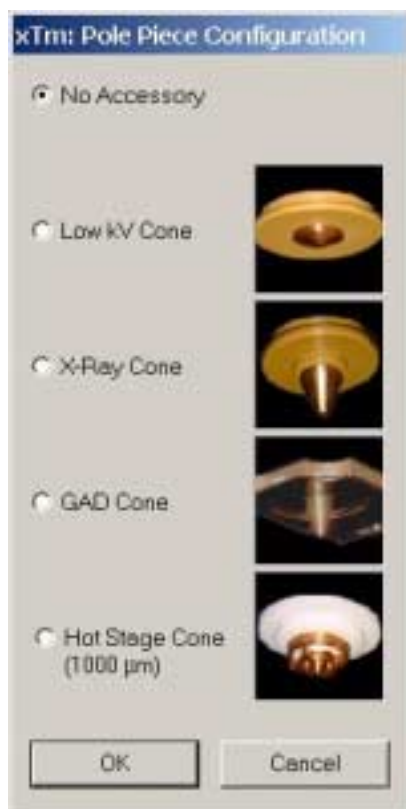 xTm: Pole Piece Configuration
No Accessory
Low kV Cone
X-Ray Cone
GAD Cone
Hot Stage Cone
(1000 µm)
OK
Cancel